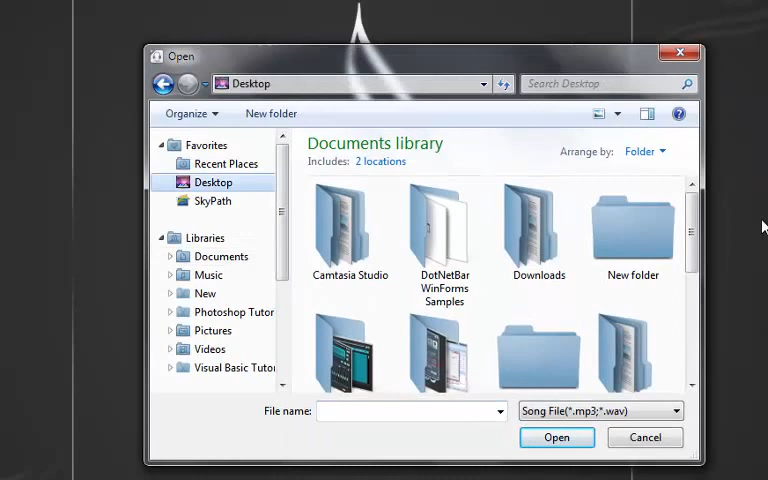 Open
Desktop
Search Desktop
Organize
New folder
Favorites
Recent Places
Desktop
SkyPath
Libraries
Documents
Music
New
Photoshop Tutor
Pictures
Videos
Visual Basic Tutor
Documents library
Includes: 2 locations
Arrange by: Folder
Camtasia Studio
DotNetBar
WinForms
Samples
Downloads
New folder
File name:
Song File(*.mp3;*.wav)
Open
Cancel